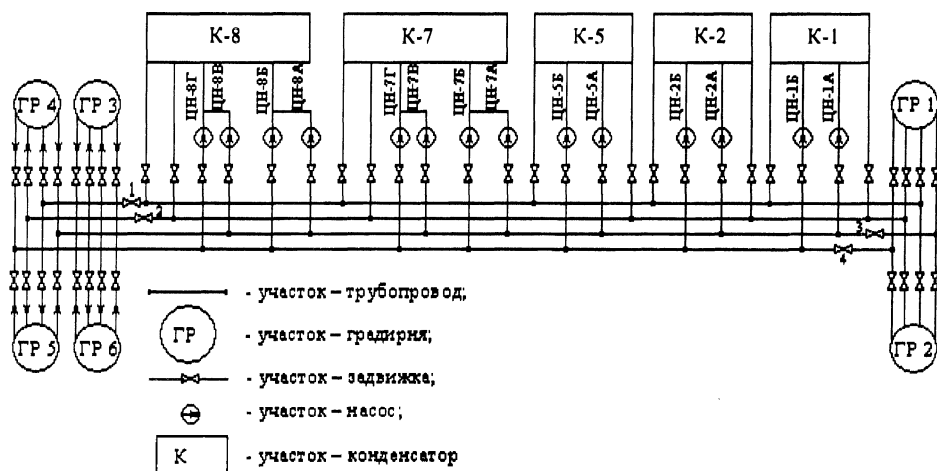 К-8 К-7 К-5 К-2 К-1
ЦН-8Г ЦН-8В ЦН-8Б ЦН-8А ЦН-7Г ЦН-7В ЦН-7Б ЦН-7А ЦН-5Б ЦН-5А ЦН-2Б ЦН-2А ЦН-1Б ЦН-1А
ГР 4 ГР 3 ГР 1
1
2
3
4
ГР 5 ГР 6 ГР 2
- участок – трубопровод;
ГР - участок – градирня;
- участок – задвижка;
- участок – насос;
К - участок – конденсатор